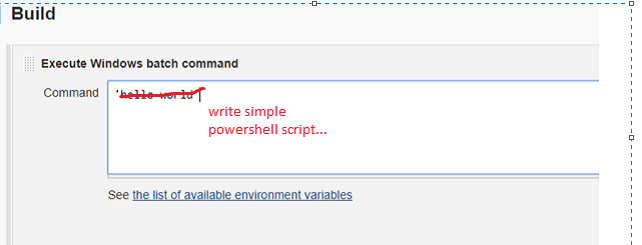 Build
Execute Windows batch command
Command
'hello world'
write simple
powershell script...
See the list of available environment variables